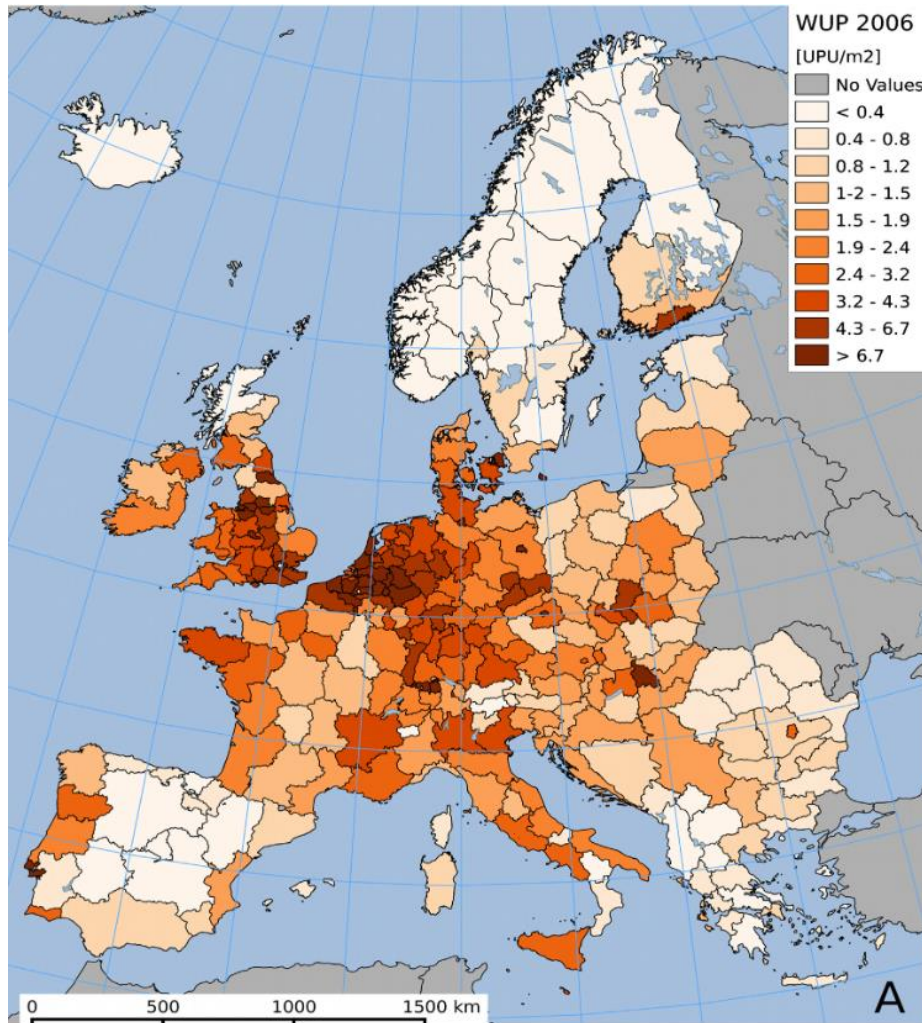 WUP 2006
[UPU/m2]
No Values
< 0.4
0.4 - 0.8
0.8 - 1.2
1-2 - 1.5
1.5 - 1.9
1.9 - 2.4
2.4 - 3.2
3.2 - 4.3
4.3 - 6.7
> 6.7
0 500 1000 1500 km
A